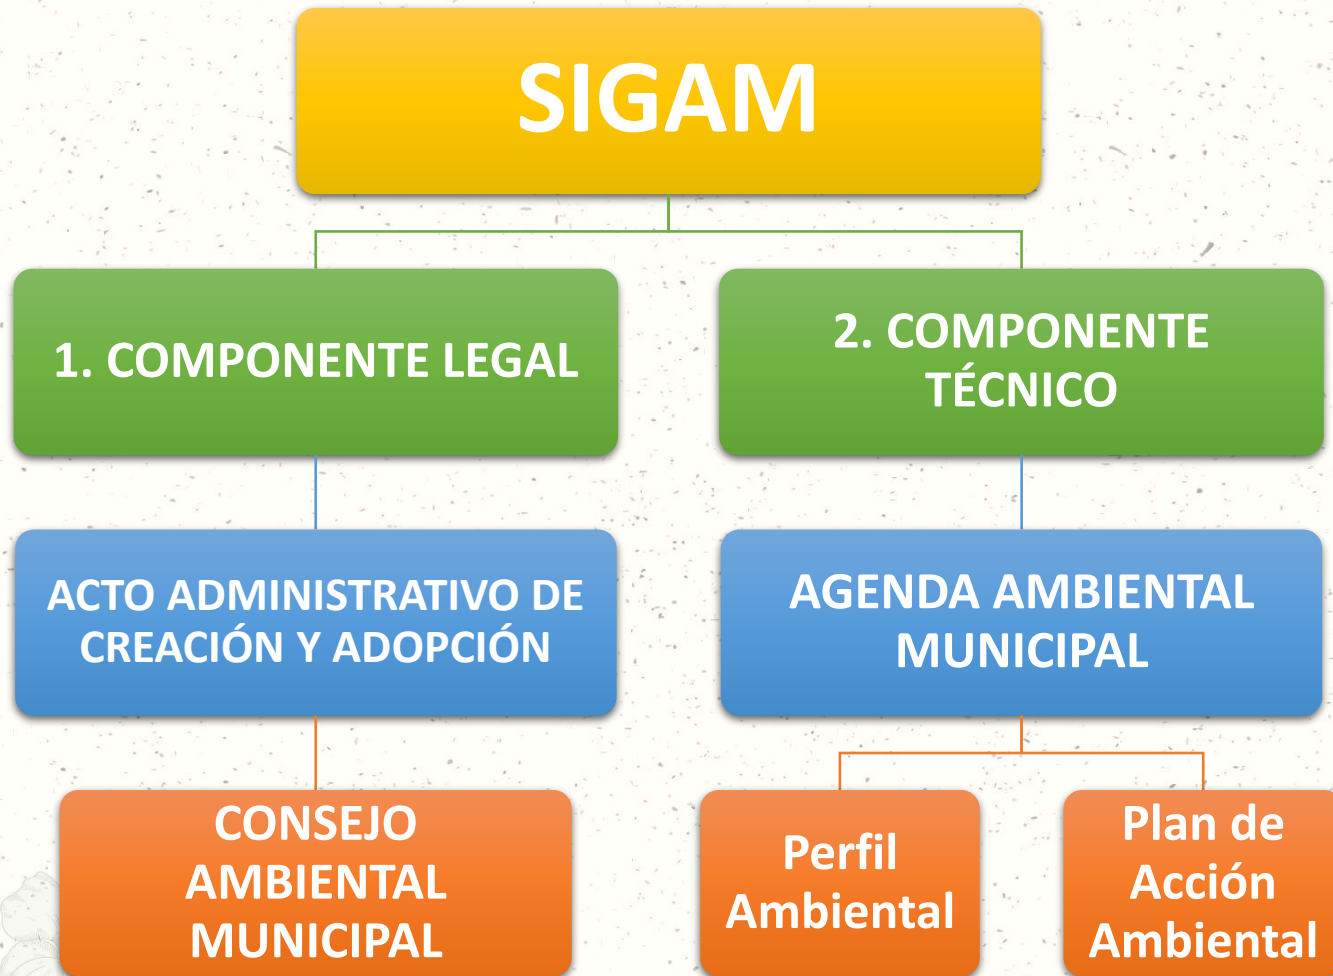 SIGAM
1. COMPONENTE LEGAL
2. COMPONENTE
TÉCNICO
ACTO ADMINISTRATIVO DE
CREACIÓN Y ADOPCIÓN
AGENDA AMBIENTAL
MUNICIPAL
CONSEJO
AMBIENTAL
MUNICIPAL
Perfil
Ambiental
Plan de
Acción
Ambiental